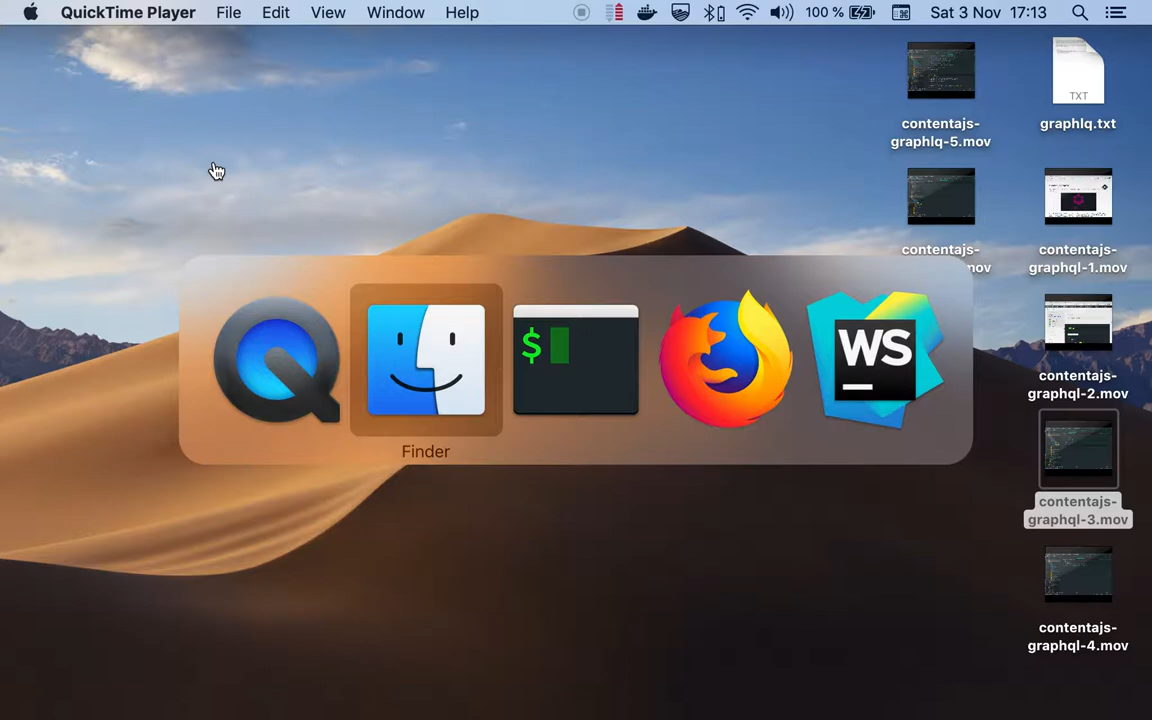 QuickTime Player File Edit View Window Help 100 % Sat 3 Nov 17:13
contentajs-
graphlq-5.mov
TXT
graphlq.txt
nov
contentajs-
graphql-1.mov
contentajs-
graphql-2.mov
$
WS
Finder
contentajs-
graphql-3.mov
contentajs-
graphql-4.mov